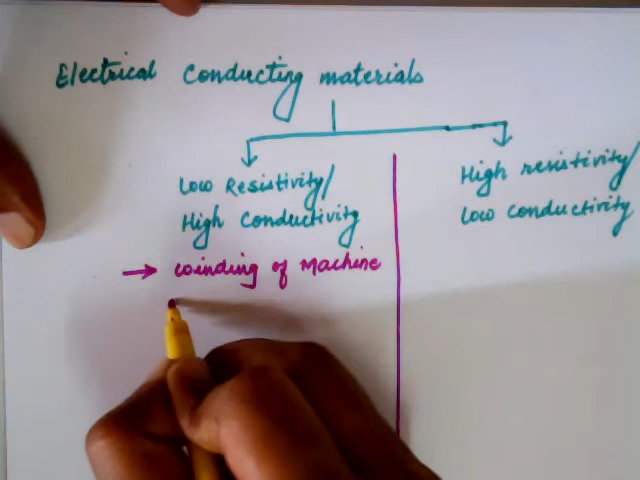 Electrical Conducting materials
Low Resistivity/
High Conductivity
High resistivity/
Low conductivity
→ winding of Machine